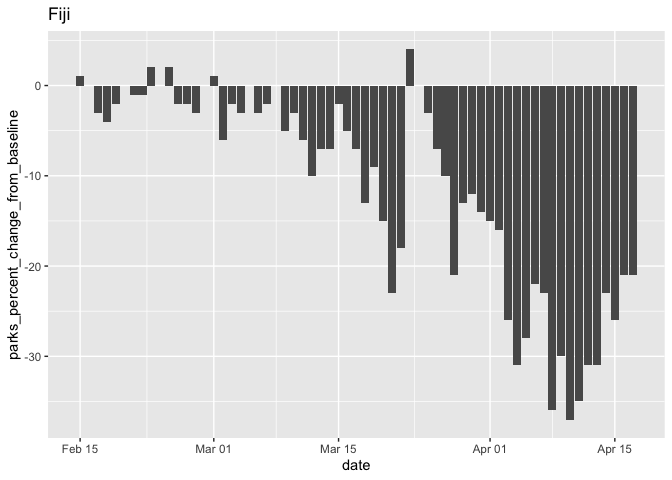 Fiji
parks_percent_change_from_baseline
0
-10
-20
-30
Feb 15
Mar 01
Mar 15
Apr 01
Apr 15
date